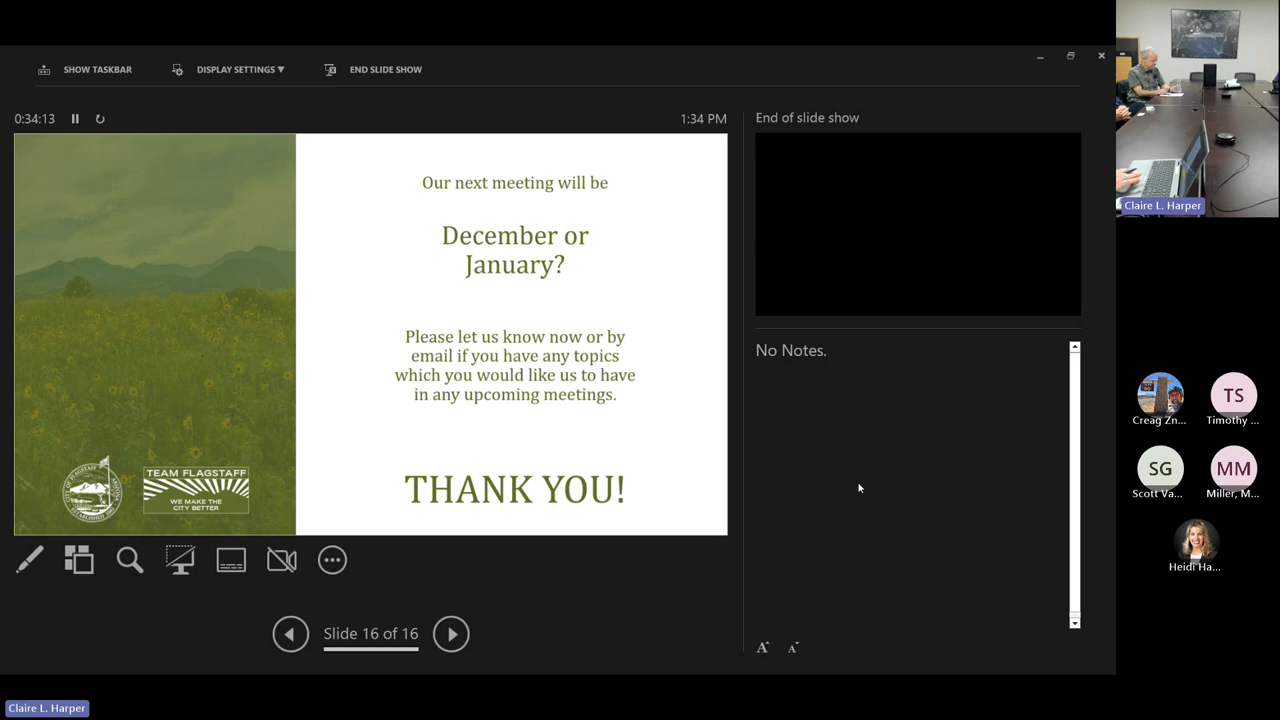 SHOW TASKBAR
DISPLAY SETTINGS ▼
END SLIDE SHOW
0:34:13
1:34 PM
End of slide show
Our next meeting will be
December or
January?
Please let us know now or by
email if you have any topics
which you would like us to have
in any upcoming meetings.
THANK YOU!
CITY OF FLAGSTAFF
ARIZONA
TEAM FLAGSTAFF
WE MAKE THE
CITY BETTER
No Notes.
Slide 16 of 16
A
A
Claire L. Harper
Creag Zn...
TS
Timothy ...
SG
Scott Va...
MM
Miller, M...
Heidi Ha...
Claire L. Harper